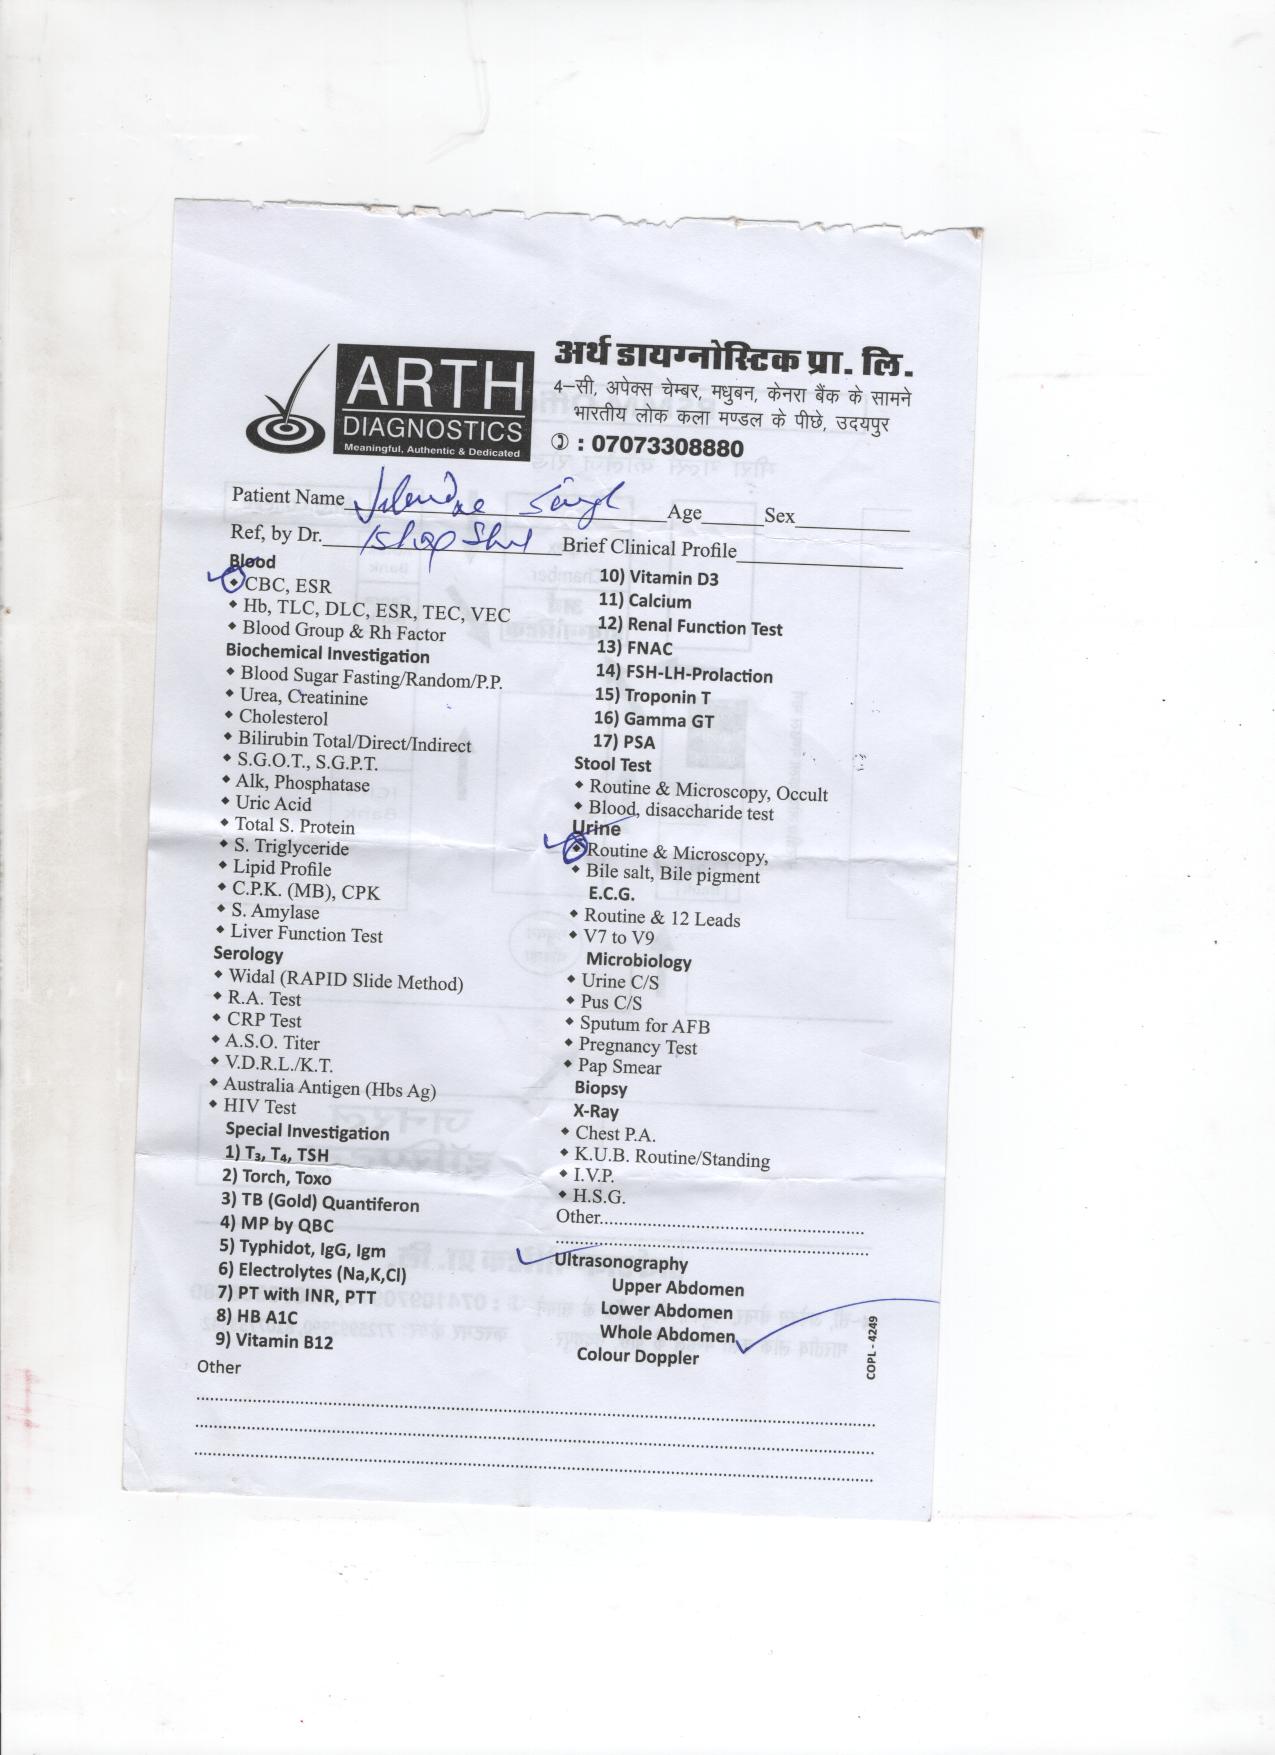 ARTH
DIAGNOSTICS
Meaningful, Authentic & Dedicated
अर्थ डायग्नोस्टिक प्रा. लि.
4–सी, अपेक्स चेम्बर, मधुबन, केनरा बैंक के सामने
भारतीय लोक कला मण्डल के पीछे, उदयपुर
✆ : 07073308880
Patient Name Singh Age Sex
Ref, by Dr. Brief Clinical Profile
Blood
CBC, ESR
Hb, TLC, DLC, ESR, TEC, VEC
Blood Group & Rh Factor
Biochemical Investigation
Blood Sugar Fasting/Random/P.P.
Urea, Creatinine
Cholesterol
Bilirubin Total/Direct/Indirect
S.G.O.T., S.G.P.T.
Alk, Phosphatase
Uric Acid
Total S. Protein
S. Triglyceride
Lipid Profile
C.P.K. (MB), CPK
S. Amylase
Liver Function Test
Serology
Widal (RAPID Slide Method)
R.A. Test
CRP Test
A.S.O. Titer
V.D.R.L./K.T.
Australia Antigen (Hbs Ag)
HIV Test
Special Investigation
1) T₃, T₄, TSH
2) Torch, Toxo
3) TB (Gold) Quantiferon
4) MP by QBC
5) Typhidot, IgG, Igm
6) Electrolytes (Na,K,Cl)
7) PT with INR, PTT
8) HB A1C
9) Vitamin B12
10) Vitamin D3
11) Calcium
12) Renal Function Test
13) FNAC
14) FSH-LH-Prolaction
15) Troponin T
16) Gamma GT
17) PSA
Stool Test
Routine & Microscopy, Occult
Blood, disaccharide test
Urine
Routine & Microscopy,
Bile salt, Bile pigment
E.C.G.
Routine & 12 Leads
V7 to V9
Microbiology
Urine C/S
Pus C/S
Sputum for AFB
Pregnancy Test
Pap Smear
Biopsy
X-Ray
Chest P.A.
K.U.B. Routine/Standing
I.V.P.
H.S.G.
Other
Ultrasonography
Upper Abdomen
Lower Abdomen
Whole Abdomen
Colour Doppler
COPL - 4249
Other